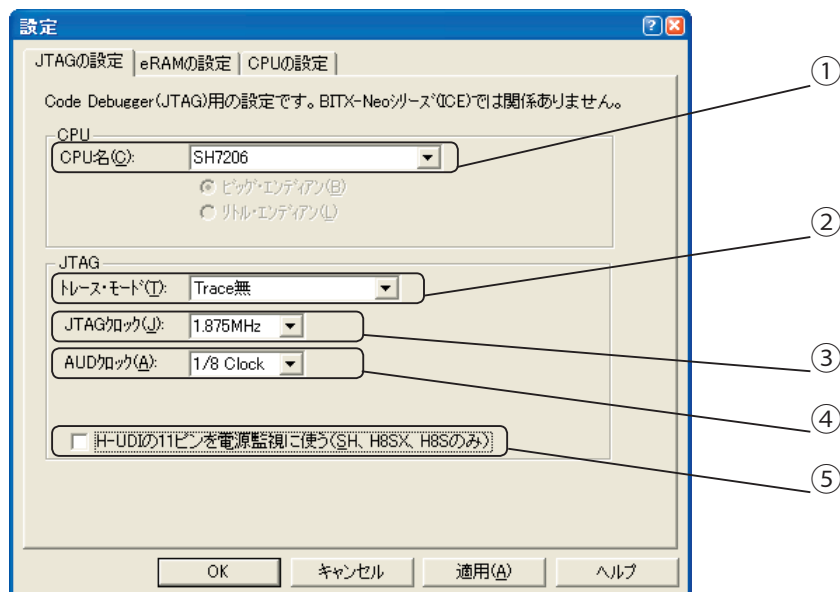 設定
JTAGの設定 eRAMの設定 CPUの設定
①
Code Debugger(JTAG)用の設定です。BITX-Neoシリーズ(ICE)では関係ありません。
CPU
CPU名(C): SH7206
ビッグ・エンディアン(B)
リトル・エンディアン(L)
②
JTAG
トレース・モード(T): Trace無
JTAGクロック(J): 1.875MHz
③
AUDクロック(A): 1/8 Clock
④
H-UDIの11ピンを電源監視に使う(SH、H8SX、H8Sのみ)
⑤
OK キャンセル 適用(A) ヘルプ